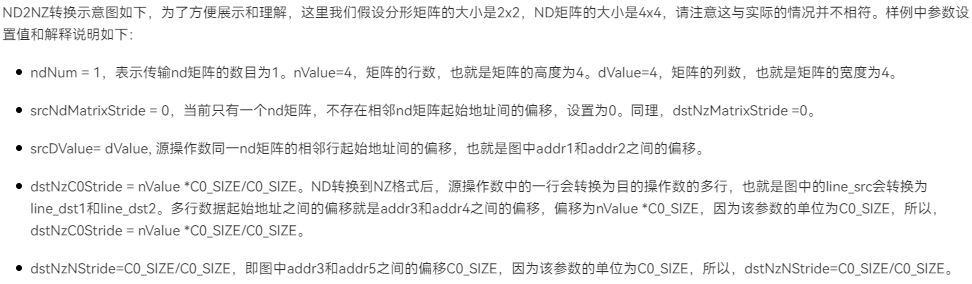 ND2NZ转换示意图如下，为了方便展示和理解，这里我们假设分形矩阵的大小是2x2，ND矩阵的大小是4x4，请注意这与实际的情况并不相符。样例中参数设
置值和解释说明如下：
● ndNum = 1，表示传输nd矩阵的数目为1。nValue=4，矩阵的行数，也就是矩阵的高度为4。dValue=4，矩阵的列数，也就是矩阵的宽度为4。
● srcNdMatrixStride = 0，当前只有一个nd矩阵，不存在相邻nd矩阵起始地址间的偏移，设置为0。同理，dstNzMatrixStride =0。
● srcDValue= dValue, 源操作数同一nd矩阵的相邻行起始地址间的偏移，也就是图中addr1和addr2之间的偏移。
● dstNzC0Stride = nValue *C0_SIZE/C0_SIZE。ND转换到NZ格式后，源操作数中的一行会转换为目的操作数的多行，也就是图中的line_src会转换为
line_dst1和line_dst2。多行数据起始地址之间的偏移就是addr3和addr4之间的偏移，偏移为nValue *C0_SIZE，因为该参数的单位为C0_SIZE，所以，
dstNzC0Stride = nValue *C0_SIZE/C0_SIZE。
● dstNzNStride=C0_SIZE/C0_SIZE，即图中addr3和addr5之间的偏移C0_SIZE，因为该参数的单位为C0_SIZE，所以，dstNzNStride=C0_SIZE/C0_SIZE。